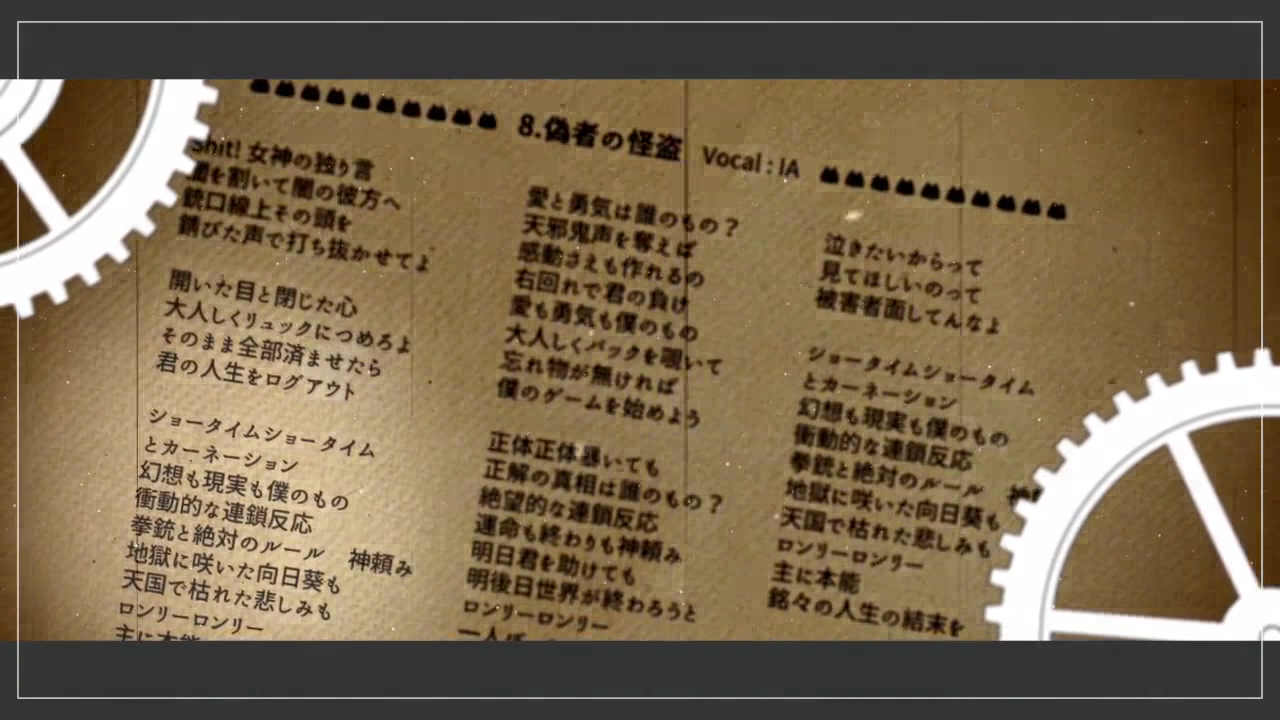 8.偽者の怪盗 Vocal : IA
Shit! 女神の独り言
闇を割いて闇の彼方へ
銃口線上その頭を
錆びた声で打ち抜かせてよ
開いた目と閉じた心
大人しくリュックにつめろよ
そのまま全部済ませたら
君の人生をログアウト
ショータイムショータイム
とカーネーション
幻想も現実も僕のもの
衝動的な連鎖反応
拳銃と絶対のルール 神頼み
地獄に咲いた向日葵も
天国で枯れた悲しみも
ロンリーロンリー
主に本能
愛と勇気は誰のもの？
天邪鬼声を奪えば
感動さえも作れるの
右回れで君の負け
愛も勇気も僕のもの
大人しくバックを覗いて
忘れ物が無ければ
僕のゲームを始めよう
正体正体暴いても
正解の真相は誰のもの？
絶望的な連鎖反応
運命も終わりも神頼み
明日君を助けても
明後日世界が終わろうと
ロンリーロンリー
一人ぼ
泣きたいからって
見てほしいのって
被害者面してんなよ
ショータイムショータイム
とカーネーション
幻想も現実も僕のもの
衝動的な連鎖反応
拳銃と絶対のルール 神
地獄に咲いた向日葵も
天国で枯れた悲しみも
ロンリーロンリー
主に本能
銘々の人生の結末を